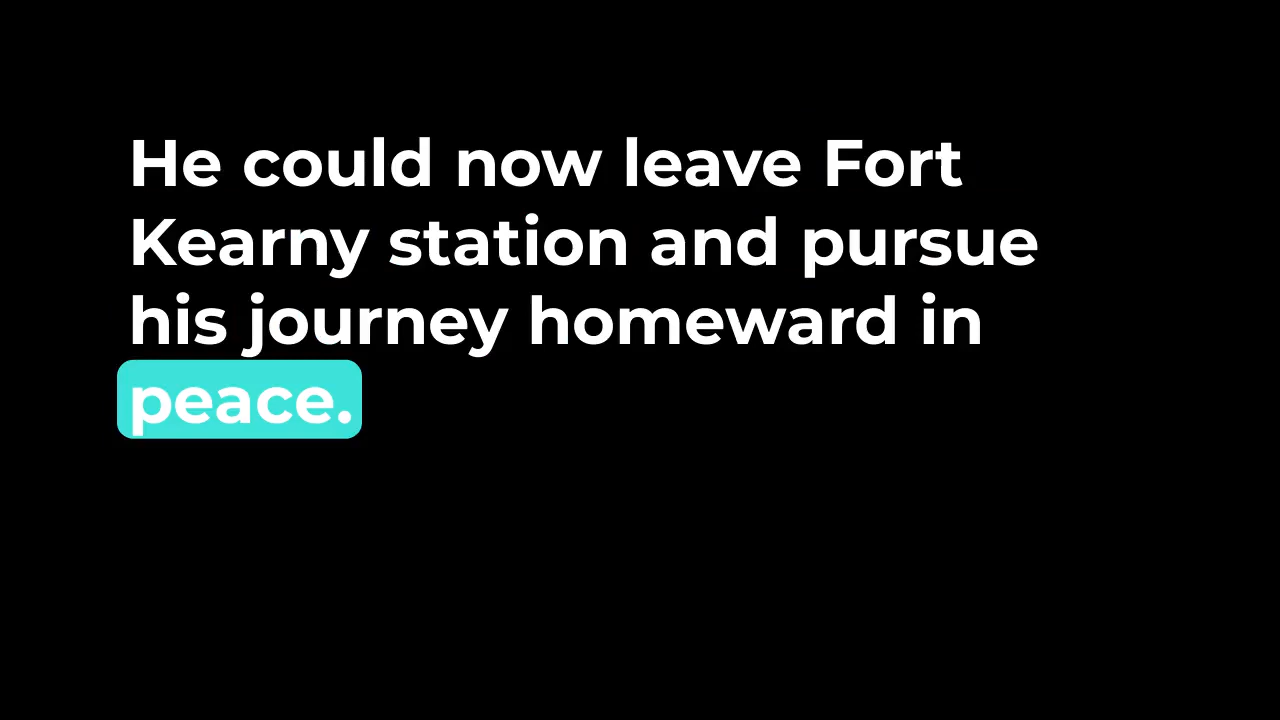 He could now leave Fort
Kearny station and pursue
his journey homeward in
peace.